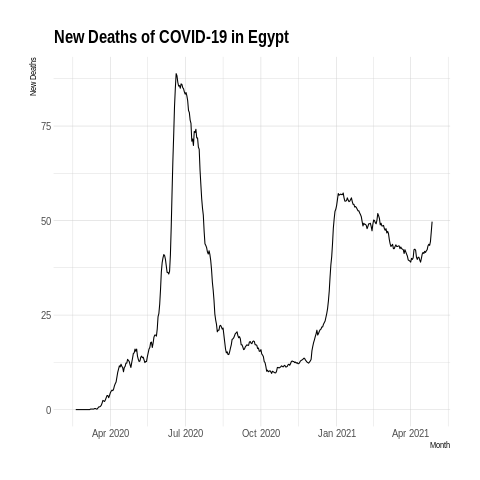 New Deaths of COVID-19 in Egypt
New Deaths
75
50
25
0
Apr 2020 Jul 2020 Oct 2020 Jan 2021 Apr 2021
Month